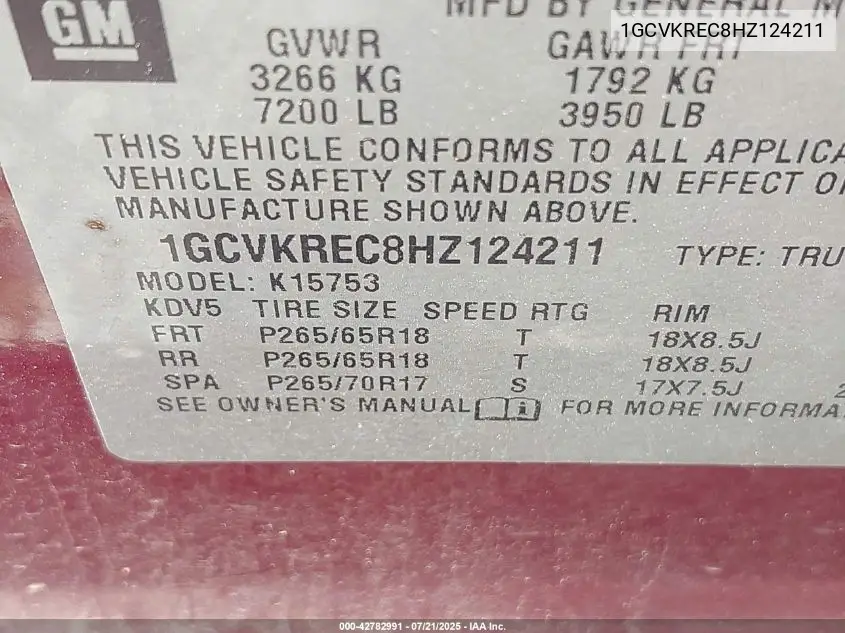 MFD BY GENERAL M
1GCVKREC8HZ124211
GM
GVWR GAWR FRT
3266 KG 1792 KG
7200 LB 3950 LB
THIS VEHICLE CONFORMS TO ALL APPLICA
VEHICLE SAFETY STANDARDS IN EFFECT O
MANUFACTURE SHOWN ABOVE.
1GCVKREC8HZ124211 TYPE: TRU
MODEL: K15753
KDV5 TIRE SIZE SPEED RTG RIM
FRT P265/65R18 T 18X8.5J
RR P265/65R18 T 18X8.5J
SPA P265/70R17 S 17X7.5J 2
SEE OWNER'S MANUAL i FOR MORE INFORMA
000-42782991 - 07/21/2025 - IAA Inc.